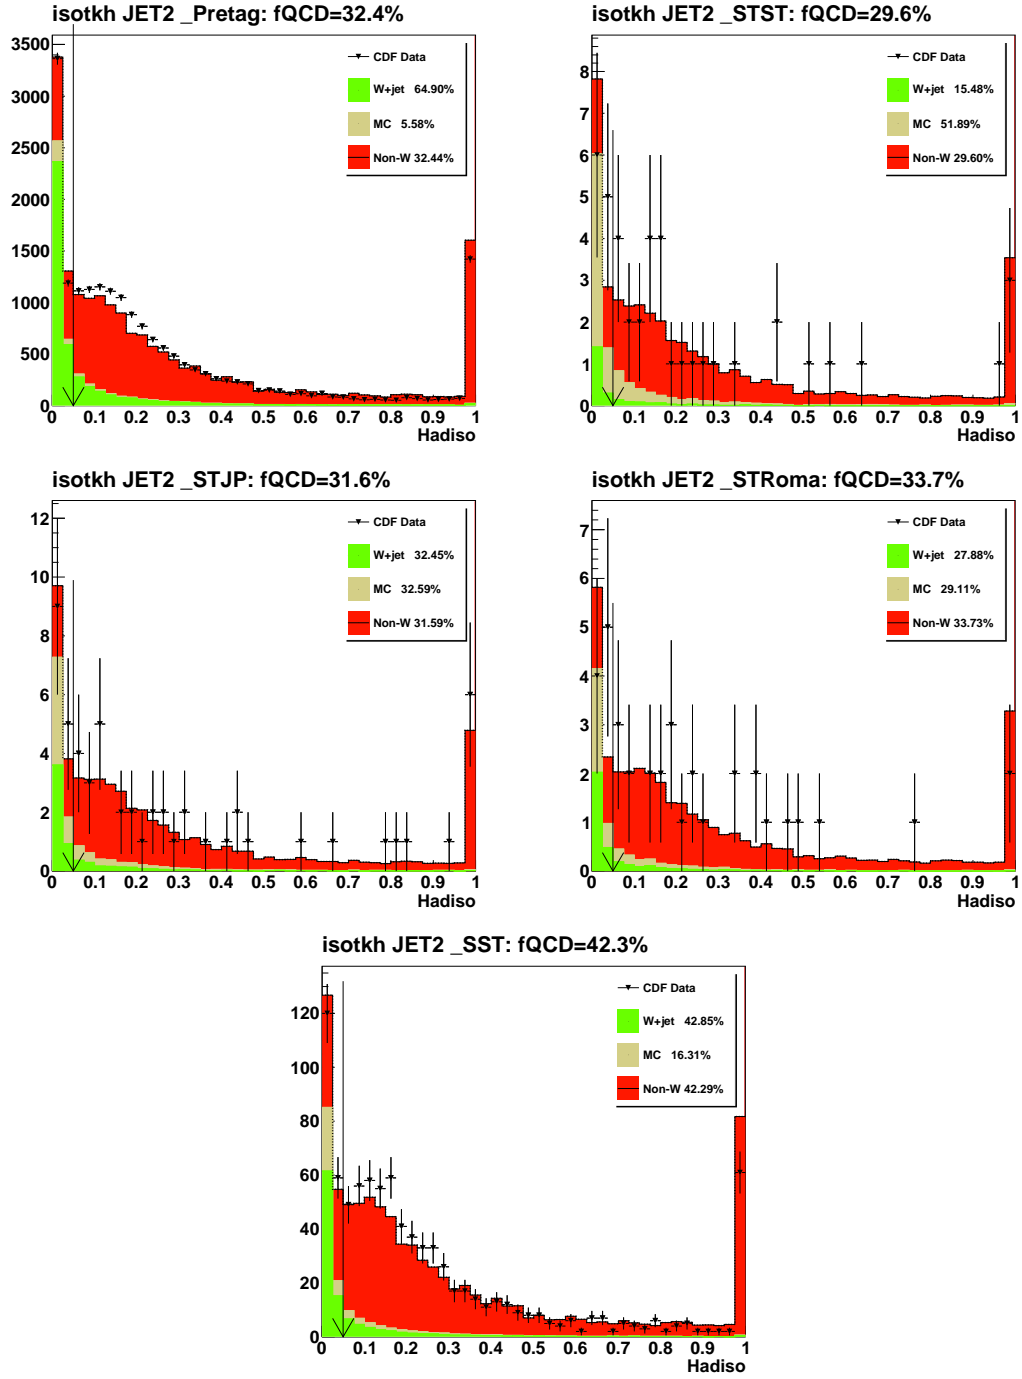 isotkh JET2 _Pretag: fQCD=32.4%
3500
3000
2500
2000
1500
1000
500
0
CDF Data
W+jet 64.90%
MC 5.58%
Non-W 32.44%
0 0.1 0.2 0.3 0.4 0.5 0.6 0.7 0.8 0.9 1
Hadiso
isotkh JET2 _STST: fQCD=29.6%
8
7
6
5
4
3
2
1
0
CDF Data
W+jet 15.48%
MC 51.89%
Non-W 29.60%
0 0.1 0.2 0.3 0.4 0.5 0.6 0.7 0.8 0.9 1
Hadiso
isotkh JET2 _STJP: fQCD=31.6%
12
10
8
6
4
2
0
CDF Data
W+jet 32.45%
MC 32.59%
Non-W 31.59%
0 0.1 0.2 0.3 0.4 0.5 0.6 0.7 0.8 0.9 1
Hadiso
isotkh JET2 _STRoma: fQCD=33.7%
7
6
5
4
3
2
1
0
CDF Data
W+jet 27.88%
MC 29.11%
Non-W 33.73%
0 0.1 0.2 0.3 0.4 0.5 0.6 0.7 0.8 0.9 1
Hadiso
isotkh JET2 _SST: fQCD=42.3%
120
100
80
60
40
20
0
CDF Data
W+jet 42.85%
MC 16.31%
Non-W 42.29%
0 0.1 0.2 0.3 0.4 0.5 0.6 0.7 0.8 0.9 1
Hadiso